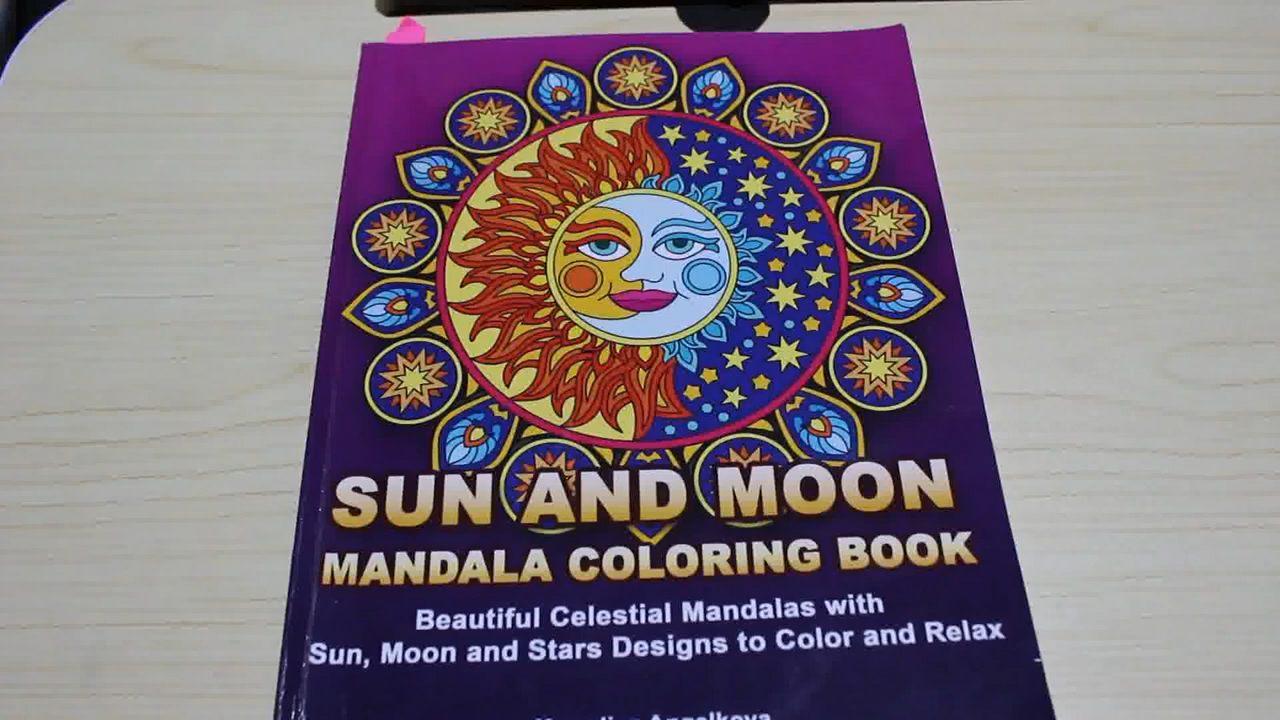 SUN AND MOON
MANDALA COLORING BOOK
Beautiful Celestial Mandalas with
Sun, Moon and Stars Designs to Color and Relax